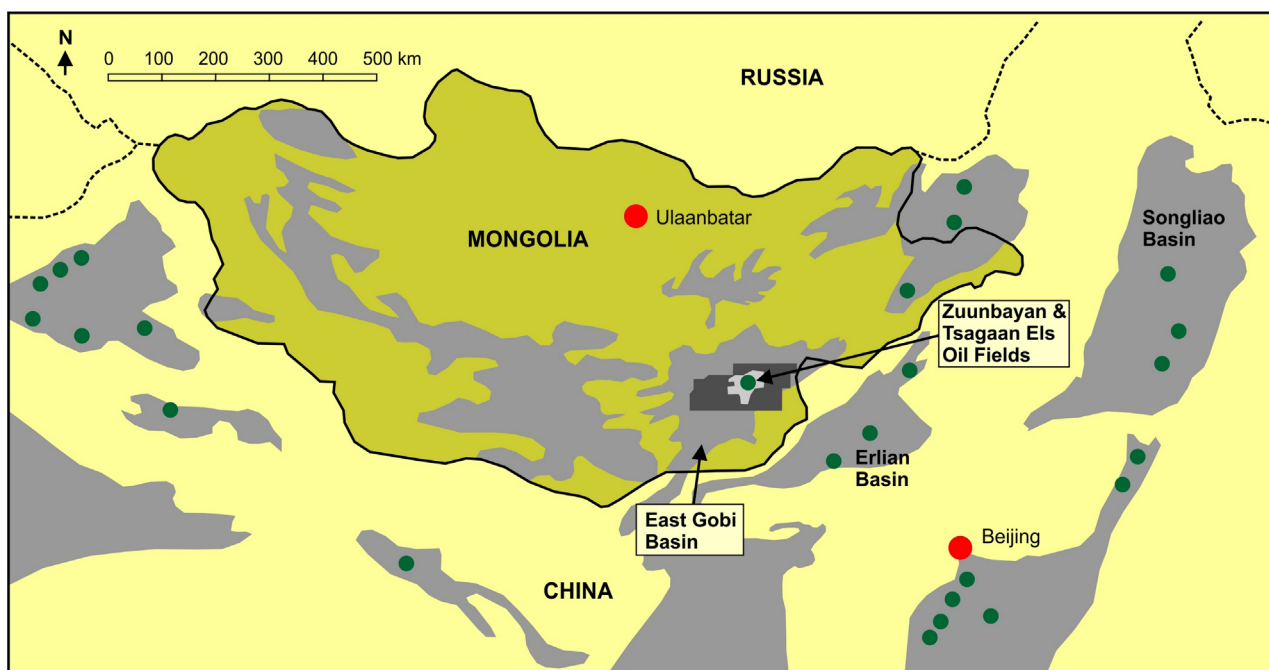 N
0 100 200 300 400 500 km
RUSSIA
Ulaanbatar
MONGOLIA
Songliao
Basin
Zuunbayan &
Tsagaan Els
Oil Fields
Erlian
Basin
East Gobi
Basin
Beijing
CHINA